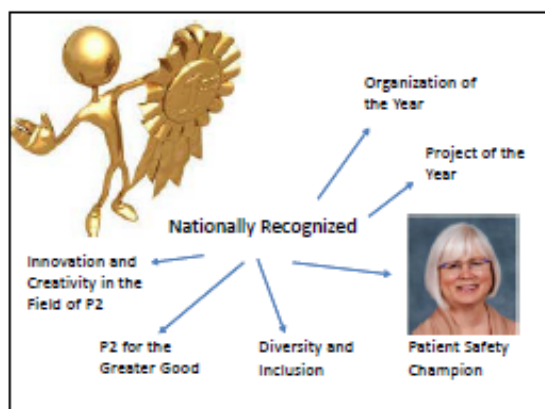 Organization of
the Year
Project of the
Year
Nationally Recognized
Innovation and
Creativity in the
Field of P2
P2 for the
Greater Good
Diversity and
Inclusion
Patient Safety
Champion